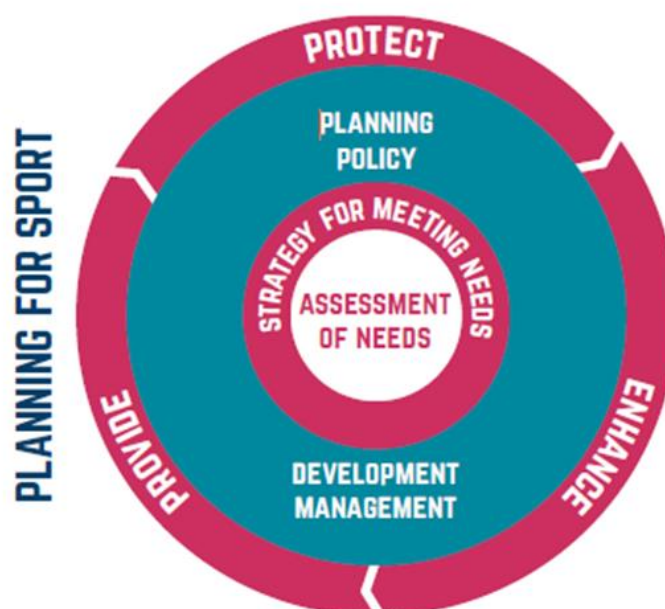 PLANNING FOR SPORT
PROTECT
PLANNING
POLICY
STRATEGY FOR MEETING NEEDS
ASSESSMENT
OF NEEDS
PROVIDE
ENHANCE
DEVELOPMENT
MANAGEMENT